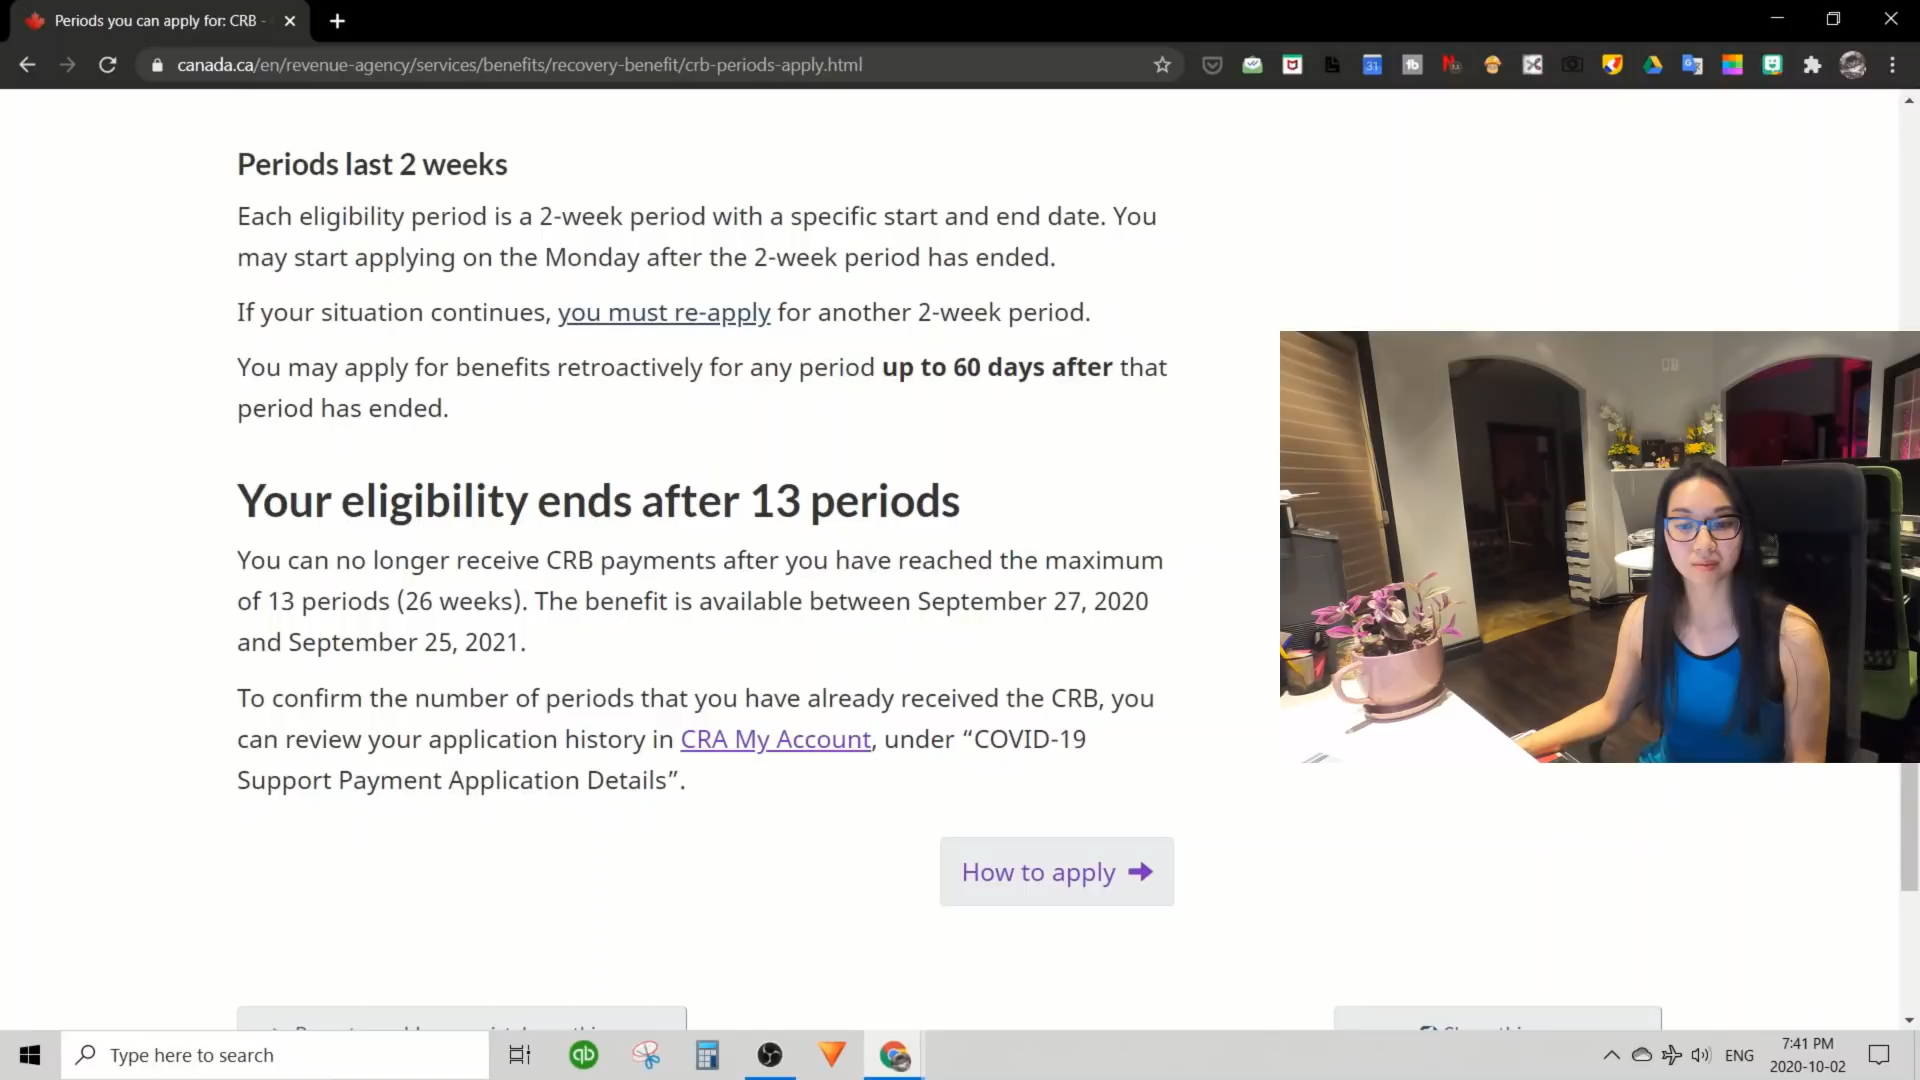 Periods you can apply for: CRB -
canada.ca/en/revenue-agency/services/benefits/recovery-benefit/crb-periods-apply.html
Periods last 2 weeks
Each eligibility period is a 2-week period with a specific start and end date. You
may start applying on the Monday after the 2-week period has ended.
If your situation continues, you must re-apply for another 2-week period.
You may apply for benefits retroactively for any period up to 60 days after that
period has ended.
Your eligibility ends after 13 periods
You can no longer receive CRB payments after you have reached the maximum
of 13 periods (26 weeks). The benefit is available between September 27, 2020
and September 25, 2021.
To confirm the number of periods that you have already received the CRB, you
can review your application history in CRA My Account, under “COVID-19
Support Payment Application Details”.
How to apply
Type here to search
ENG
7:41 PM
2020-10-02